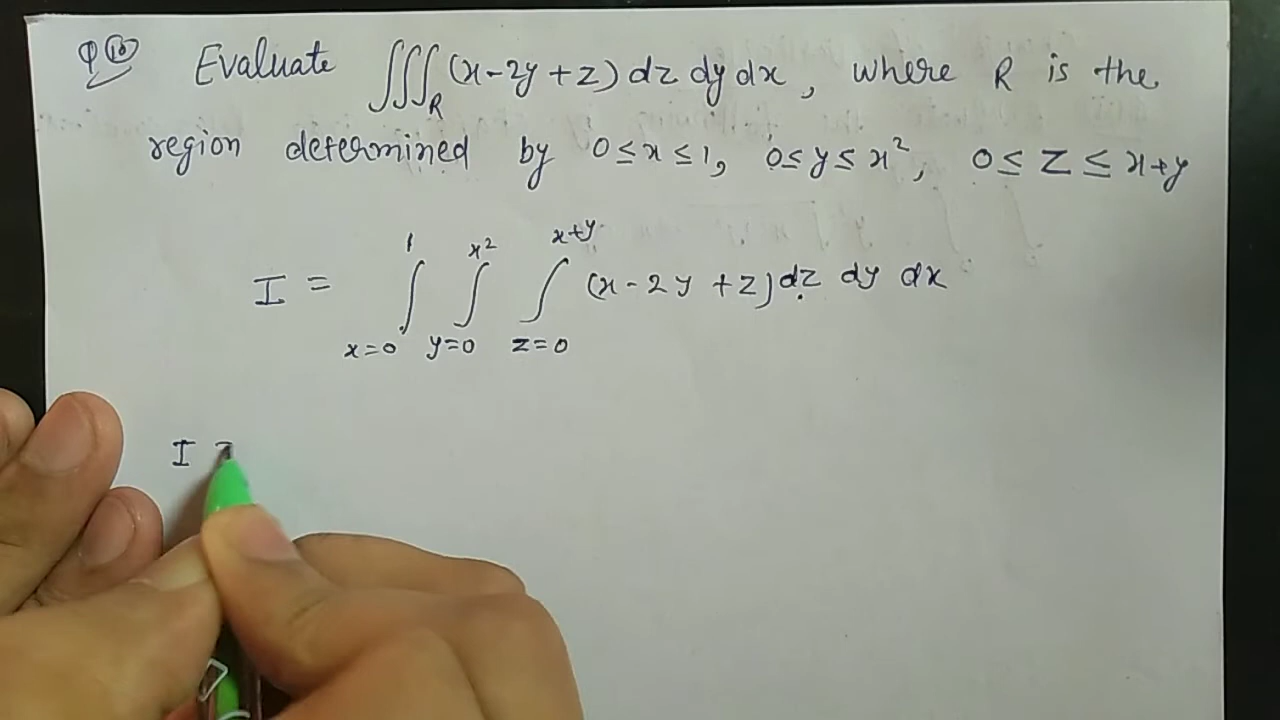 Q⑩ Evaluate ∭_R (x-2y+z) dz dy dx, where R is the
region determined by 0≤x≤1, 0≤y≤x², 0≤z≤x+y
I = ∫_{x=0}^{1} ∫_{y=0}^{x²} ∫_{z=0}^{x+y} (x-2y+z) dz dy dx
I =